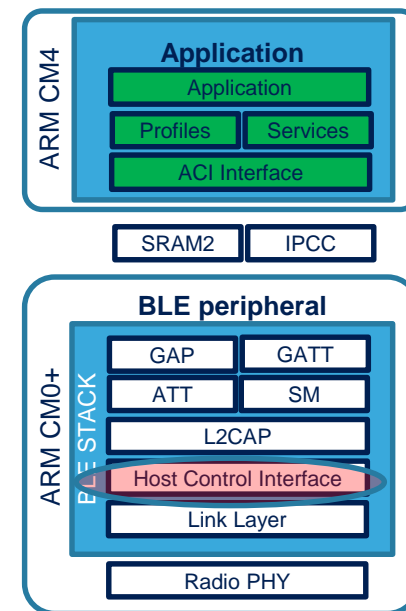 ARM CM4
Application
Application
Profiles Services
ACI Interface
SRAM2 IPCC
ARM CM0+
BLE peripheral
BLE STACK
GAP GATT
ATT SM
L2CAP
Host Control Interface
Link Layer
Radio PHY